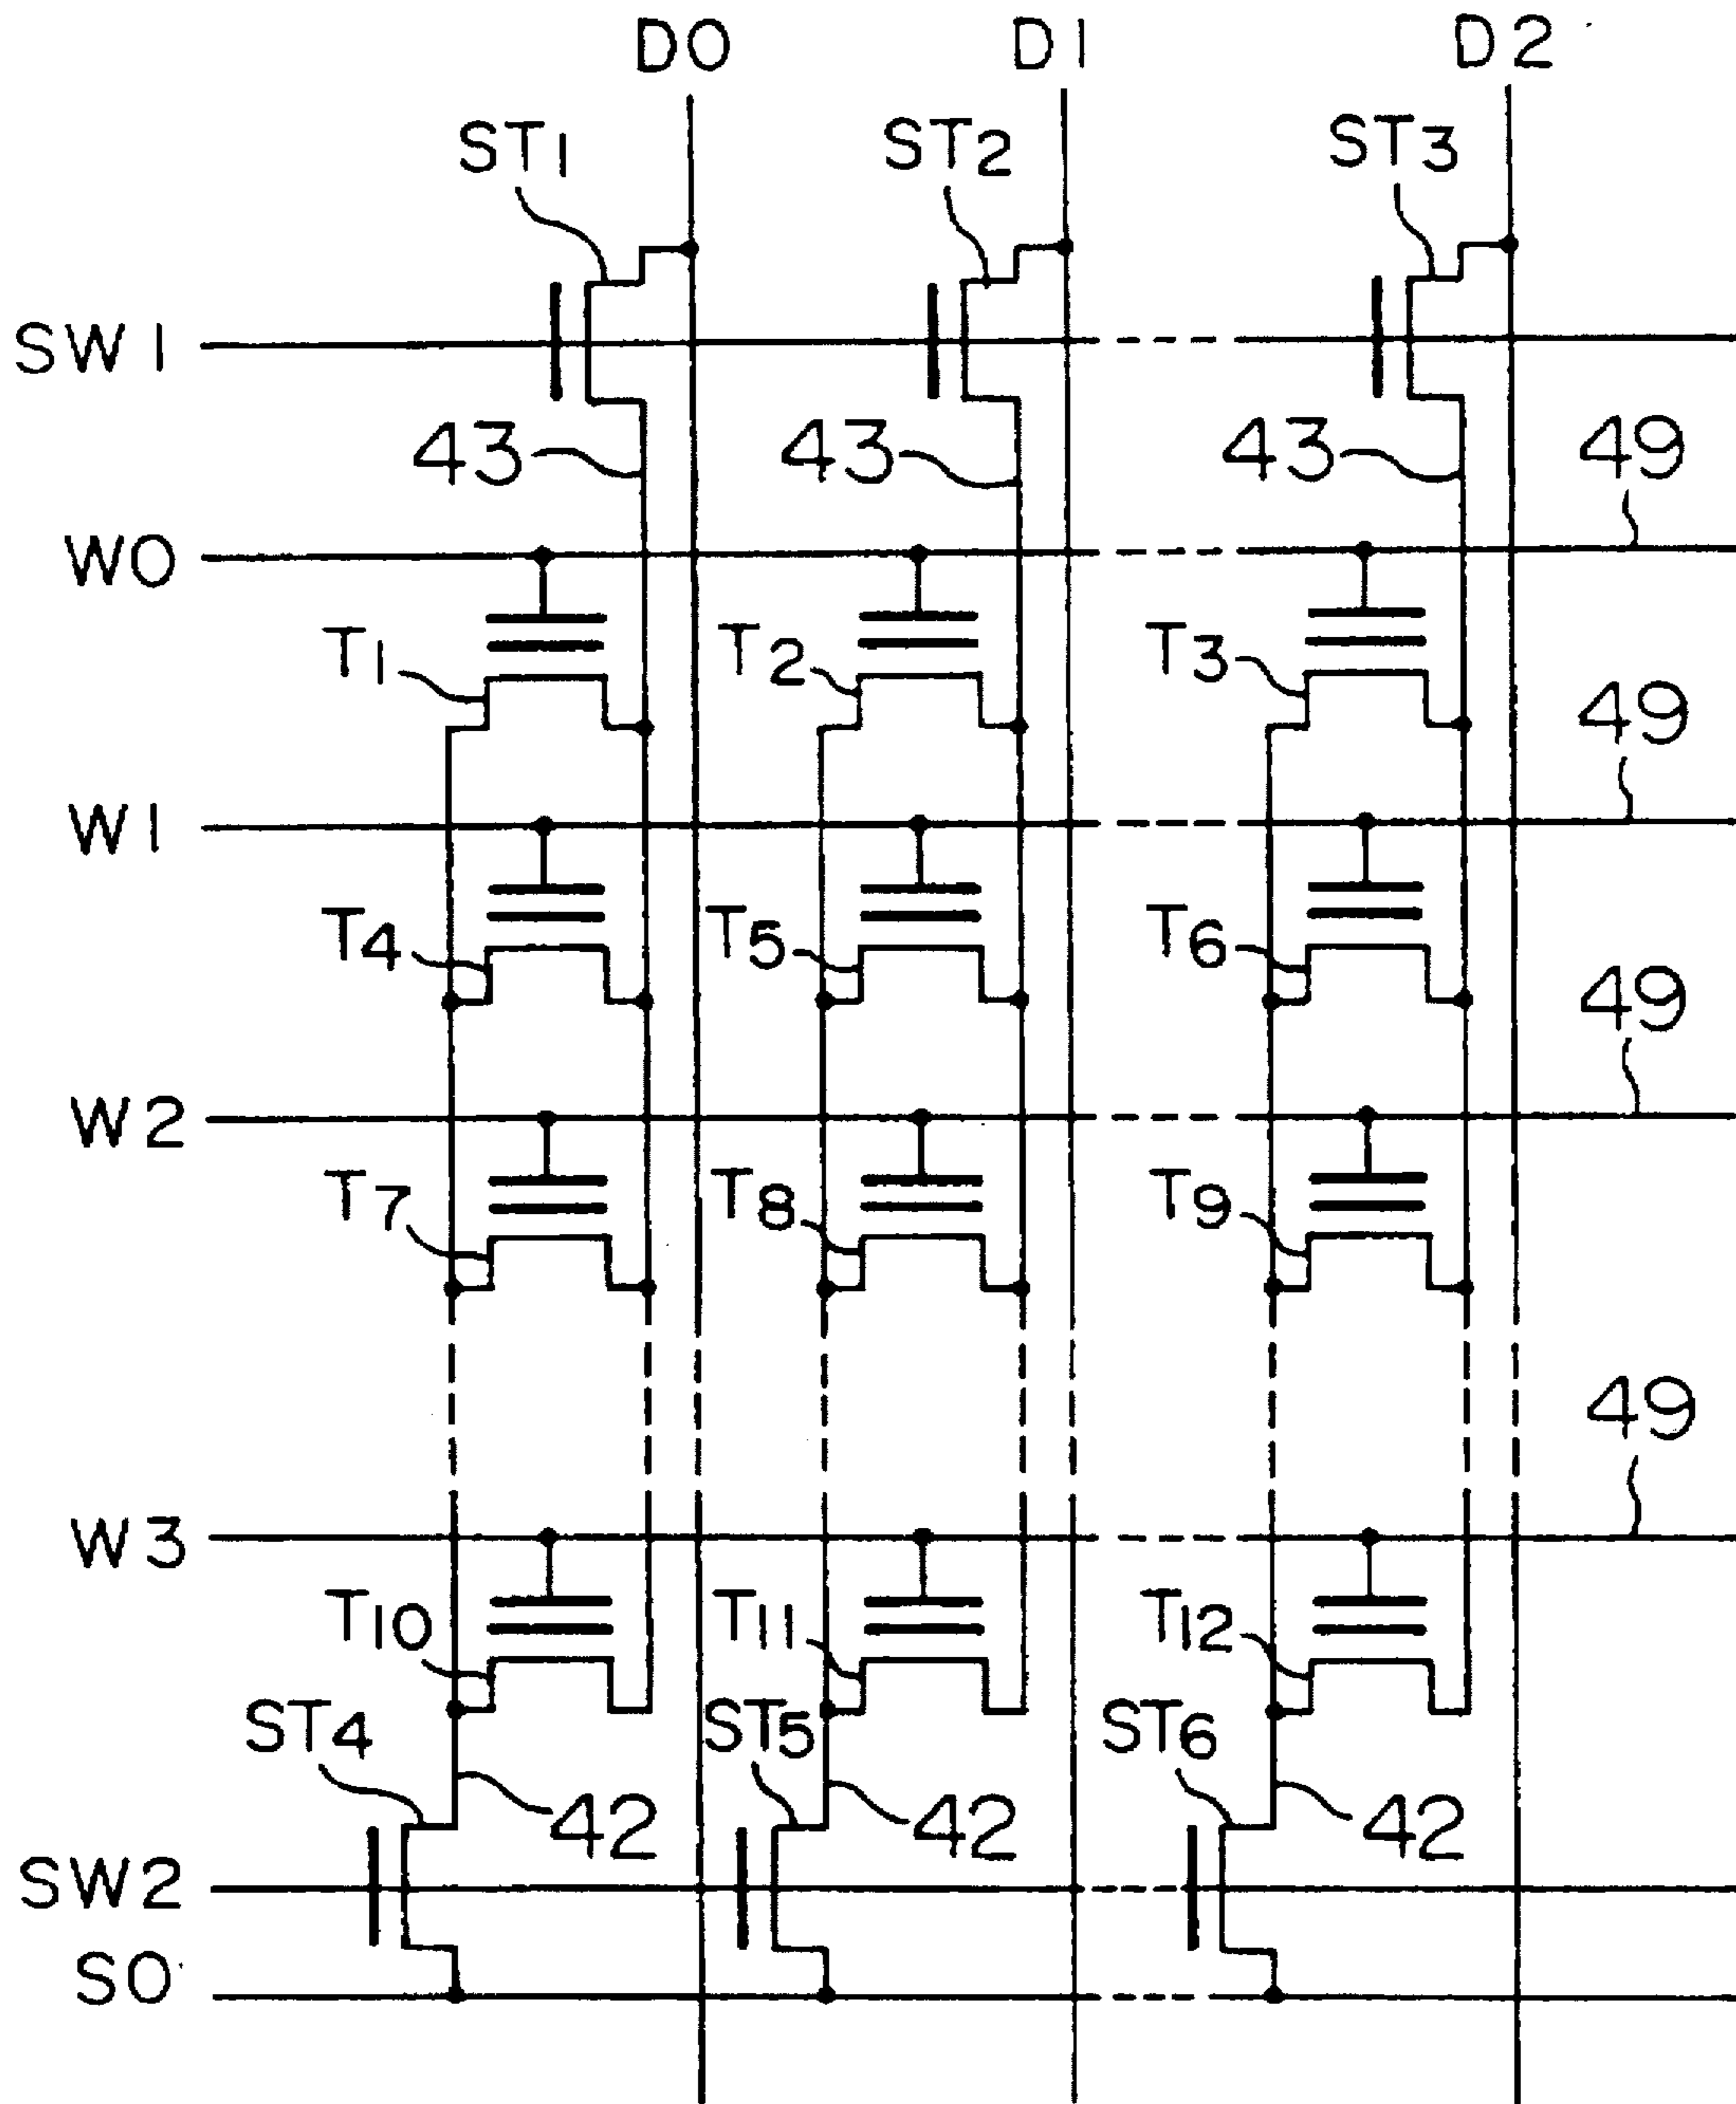 D0 D1 D2
ST1 ST2 ST3
SW1
43 43 43 49
W0
T1 T2 T3
49
W1
T4 T5 T6
49
W2
T7 T8 T9
49
W3
T10 T11 T12
ST4 ST5 ST6
42 42 42
SW2
S0